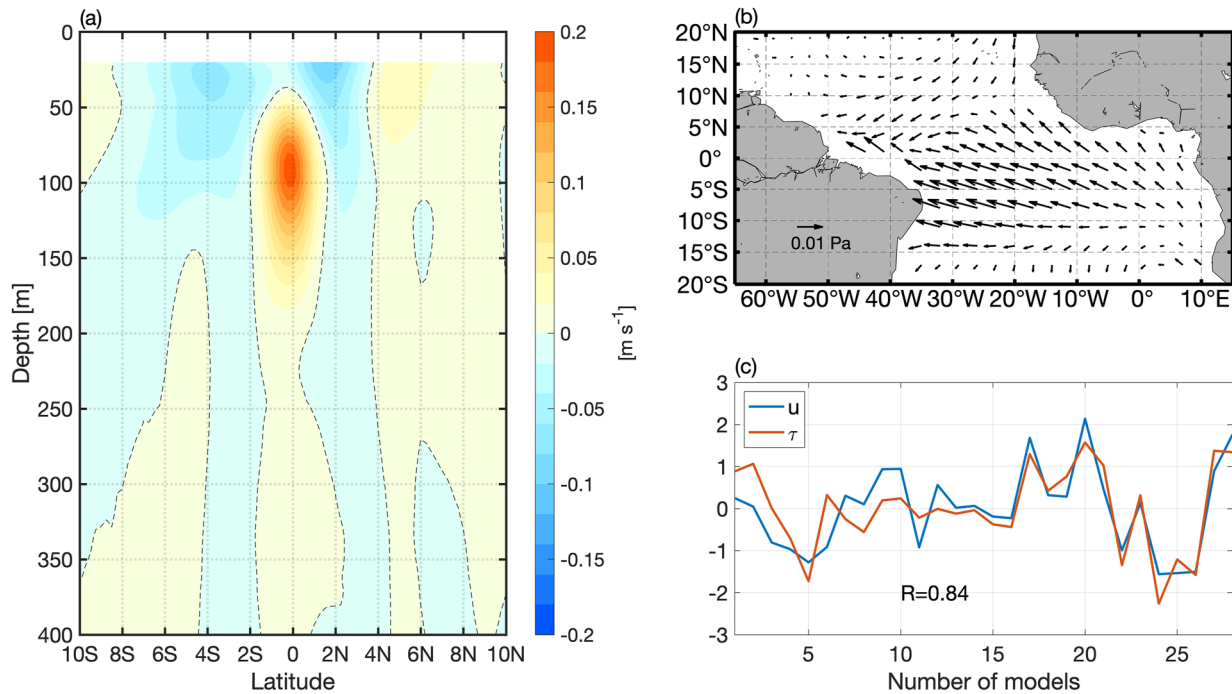 (a)
0
50
100
150
200
250
300
350
400
Depth [m]
10S 8S 6S 4S 2S 0 2N 4N 6N 8N 10N
Latitude
0.2
0.15
0.1
0.05
0
-0.05
-0.1
-0.15
-0.2
[m s⁻¹]
(b)
20°N
15°N
10°N
5°N
0°
5°S
10°S
15°S
20°S
0.01 Pa
60°W 50°W 40°W 30°W 20°W 10°W 0° 10°E
(c)
3
2
1
0
-1
-2
-3
u
τ
R=0.84
5 10 15 20 25
Number of models